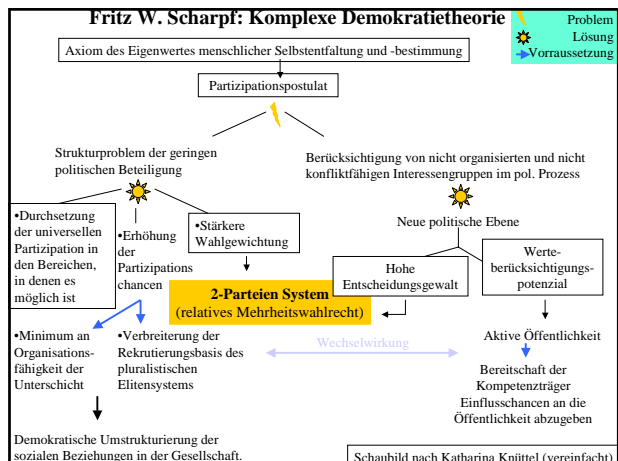 Fritz W. Scharpf: Komplexe Demokratietheorie
Problem
Lösung
Vorraussetzung
Axiom des Eigenwertes menschlicher Selbstentfaltung und -bestimmung
Partizipationspostulat
Strukturproblem der geringen
politischen Beteiligung
Berücksichtigung von nicht organisierten und nicht
konfliktfähigen Interessengruppen im pol. Prozess
•Durchsetzung
der universellen
Partizipation in
den Bereichen,
in denen es
möglich ist
•Erhöhung
der
Partizipations
chancen
•Stärkere
Wahlgewichtung
Neue politische Ebene
Hohe
Entscheidungsgewalt
Werte-
berücksichtigungs-
potenzial
2-Parteien System
(relatives Mehrheitswahlrecht)
•Minimum an
Organisations-
fähigkeit der
Unterschicht
•Verbreiterung der
Rekrutierungsbasis des
pluralistischen
Elitensystems
Wechselwirkung
Aktive Öffentlichkeit
Bereitschaft der
Kompetenzträger
Einflusschancen an die
Öffentlichkeit abzugeben
Demokratische Umstrukturierung der
sozialen Beziehungen in der Gesellschaft.
Schaubild nach Katharina Knüttel (vereinfacht)